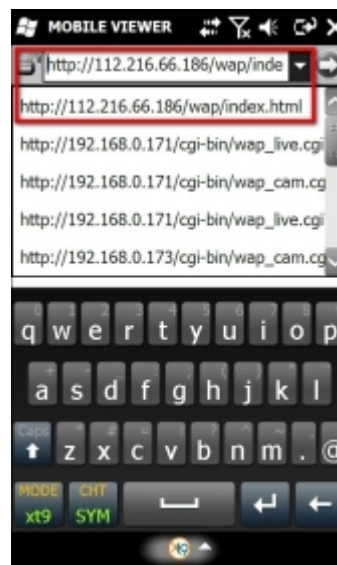 MOBILE VIEWER
http://112.216.66.186/wap/inde
http://112.216.66.186/wap/index.html
http://192.168.0.171/cgi-bin/wap_live.cgi
http://192.168.0.171/cgi-bin/wap_cam.cg
http://192.168.0.171/cgi-bin/wap_live.cgi
http://192.168.0.173/cgi-bin/wap_cam.cg
q w e r t y u i o p
a s d f g h j k l
Caps z x c v b n m . @
MODE CHT
xt9 SYM